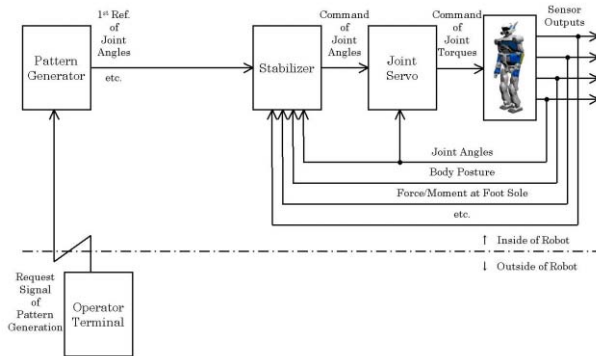 1st Ref.
of
Joint
Angles
etc.
Pattern
Generator
Command
of
Joint
Angles
Stabilizer
Command
of
Joint
Torques
Joint
Servo
Sensor
Outputs
Joint Angles
Body Posture
Force/Moment at Foot Sole
etc.
↑ Inside of Robot
↓ Outside of Robot
Request
Signal
of
Pattern
Generation
Operator
Terminal